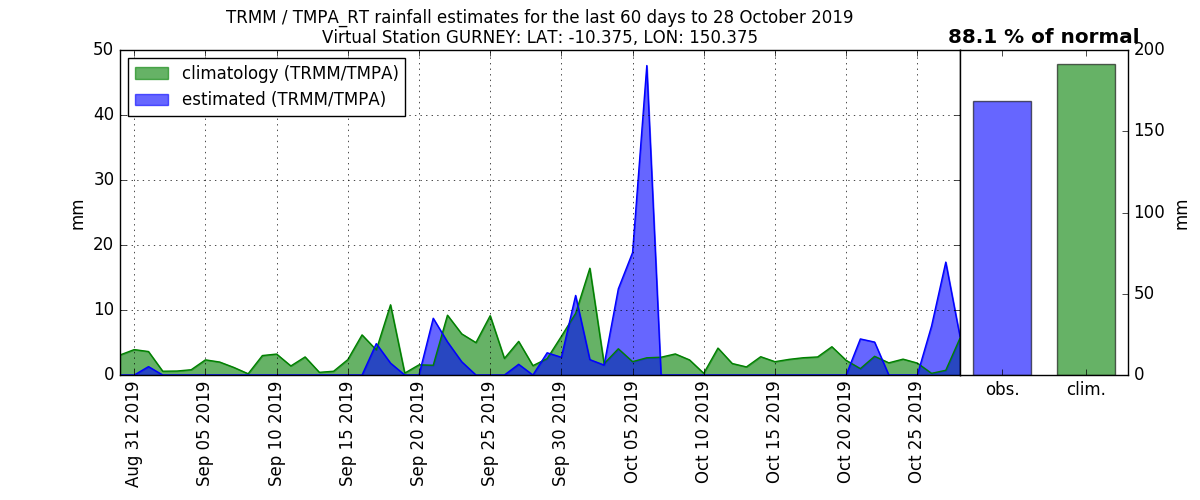 TRMM / TMPA_RT rainfall estimates for the last 60 days to 28 October 2019
Virtual Station GURNEY: LAT: -10.375, LON: 150.375
88.1 % of normal
climatology (TRMM/TMPA)
estimated (TRMM/TMPA)
50
40
30
20
10
0
mm
Aug 31 2019
Sep 05 2019
Sep 10 2019
Sep 15 2019
Sep 20 2019
Sep 25 2019
Sep 30 2019
Oct 05 2019
Oct 10 2019
Oct 15 2019
Oct 20 2019
Oct 25 2019
obs.
clim.
200
150
100
50
0
mm